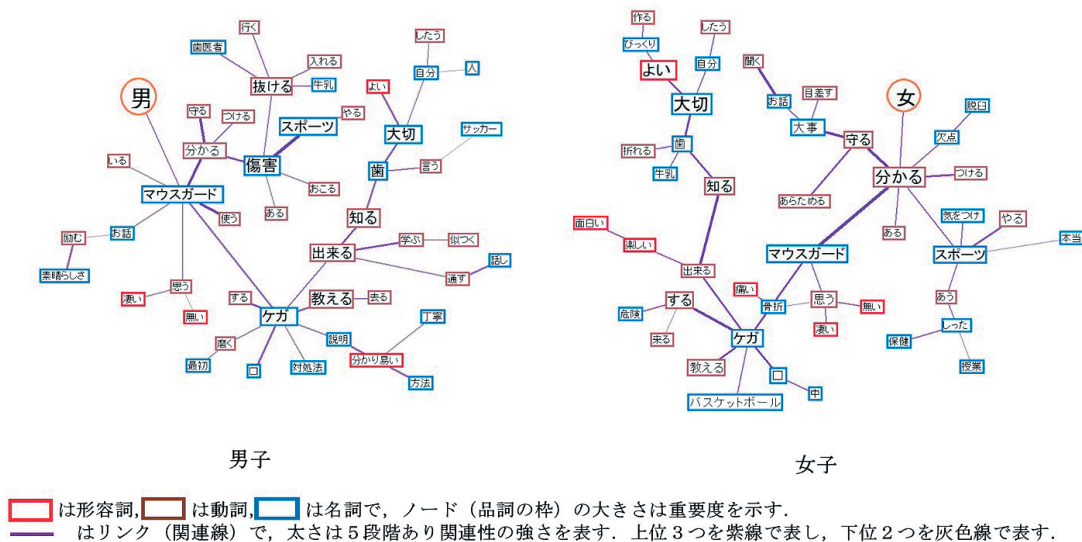 行く
歯医者
入れる
抜ける
牛乳
したう
自分
人
よい
男
守る
つける
スポーツ
やる
大切
サッカー
分かる
傷害
歯
言う
いる
マウスガード
おこる
使う
ある
知る
励む
お話
出来る
学ぶ
似つく
素晴らしさ
話し
通す
思う
凄い
無い
する
教える
去る
ケガ
丁寧
磨く
説明
最初
口
対処法
分かり易い
方法
作る
びっくり
したう
よい
自分
聞く
大切
お話
目差す
女
脱臼
大事
欠点
折れる
歯
守る
牛乳
知る
分かる
つける
あらためる
面白い
ある
気をつけ
やる
楽しい
本当
マウスガード
スポーツ
出来る
痛い
骨折
思う
無い
あう
する
危険
凄い
来る
ケガ
しった
保健
教える
口
授業
中
バスケットボール
男子
女子
は形容詞,は動詞,は名詞で,ノード（品詞の枠）の大きさは重要度を示す.
はリンク（関連線）で,太さは５段階あり関連性の強さを表す.上位３つを紫線で表し,下位２つを灰色線で表す.